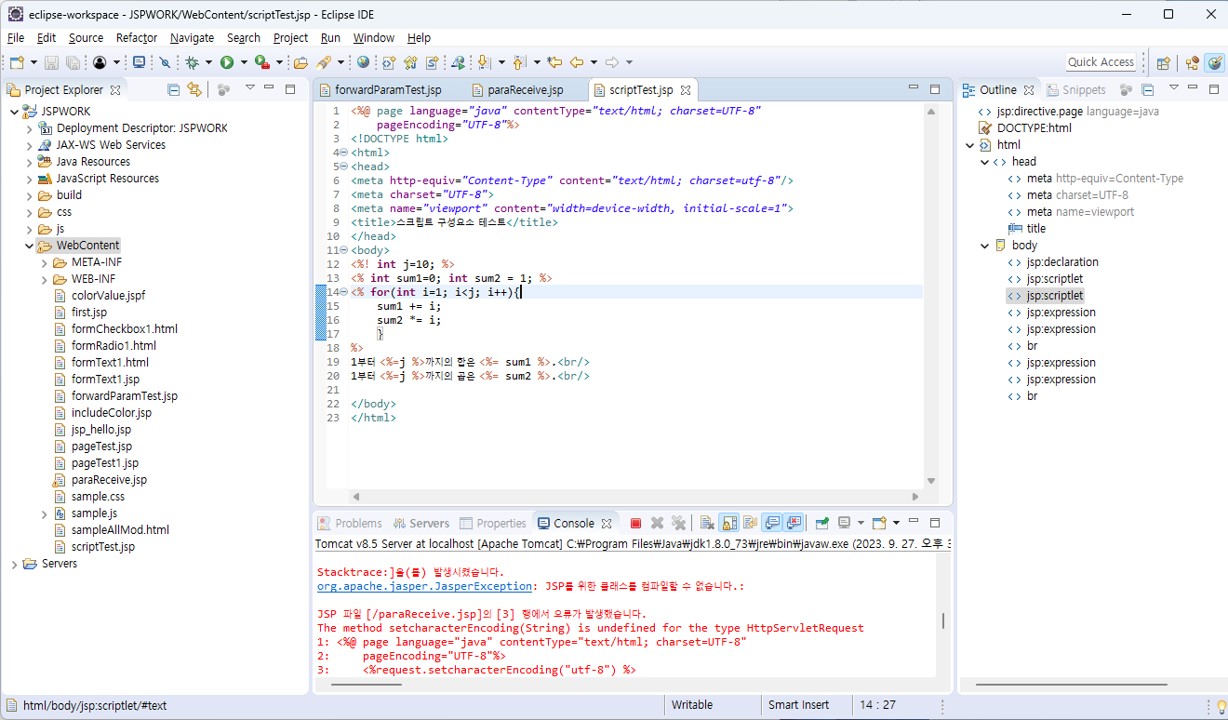 eclipse-workspace - JSPWORK/WebContent/scriptTest.jsp - Eclipse IDE
File Edit Source Refactor Navigate Search Project Run Window Help
Quick Access
Project Explorer
JSPWORK
Deployment Descriptor: JSPWORK
JAX-WS Web Services
Java Resources
JavaScript Resources
build
css
js
WebContent
META-INF
WEB-INF
colorValue.jspf
first.jsp
formCheckbox1.html
formRadio1.html
formText1.html
formText1.jsp
forwardParamTest.jsp
includeColor.jsp
jsp_hello.jsp
pageTest.jsp
pageTest1.jsp
paraReceive.jsp
sample.css
sample.js
sampleAllMod.html
scriptTest.jsp
Servers
forwardParamTest.jsp paraReceive.jsp scriptTest.jsp
1 <%@ page language="java" contentType="text/html; charset=UTF-8"
2 pageEncoding="UTF-8"%>
3 <!DOCTYPE html>
4 <html>
5 <head>
6 <meta http-equiv="Content-Type" content="text/html; charset=utf-8"/>
7 <meta charset="UTF-8">
8 <meta name="viewport" content="width=device-width, initial-scale=1">
9 <title>스크립트 구성요소 테스트</title>
10 </head>
11 <body>
12 <%! int j=10; %>
13 <% int sum1=0; int sum2 = 1; %>
14 <% for(int i=1; i<j; i++){
15 sum1 += i;
16 sum2 *= i;
17 }
18 %>
19 1부터 <%=j %>까지의 합은 <%= sum1 %>.<br/>
20 1부터 <%=j %>까지의 곱은 <%= sum2 %>.<br/>
21
22 </body>
23 </html>
Outline Snippets
jsp:directive.page language=java
DOCTYPE:html
html
head
meta http-equiv=Content-Type
meta charset=UTF-8
meta name=viewport
title
body
jsp:declaration
jsp:scriptlet
jsp:scriptlet
jsp:expression
jsp:expression
br
jsp:expression
jsp:expression
br
Problems Servers Properties Console
Tomcat v8.5 Server at localhost [Apache Tomcat] C:₩Program Files₩Java₩jdk1.8.0_73₩jre₩bin₩javaw.exe (2023. 9. 27. 오후 3
Stacktrace:]을(를) 발생시켰습니다.
org.apache.jasper.JasperException: JSP를 위한 클래스를 컴파일할 수 없습니다.:
JSP 파일 [/paraReceive.jsp]의 [3] 행에서 오류가 발생했습니다.
The method setcharacterEncoding(String) is undefined for the type HttpServletRequest
1: <%@ page language="java" contentType="text/html; charset=UTF-8"
2: pageEncoding="UTF-8"%>
3: <%request.setcharacterEncoding("utf-8") %>
html/body/jsp:scriptlet/#text Writable Smart Insert 14 : 27